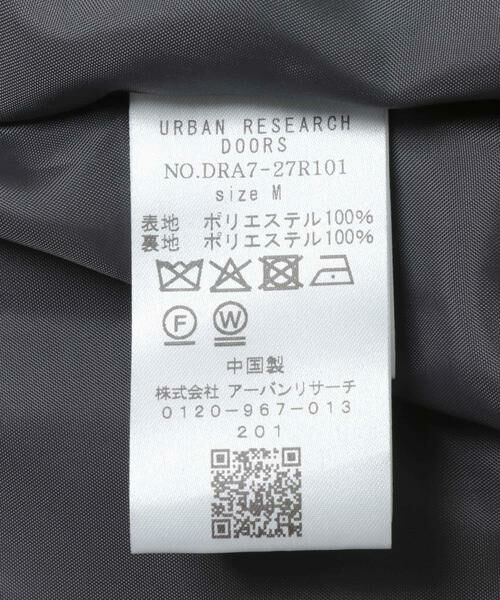 URBAN RESEARCH
DOORS
NO.DRA7-27R101
size M
表地 ポリエステル100%
裏地 ポリエステル100%
F W
中国製
株式会社 アーバンリサーチ
0120-967-013
201